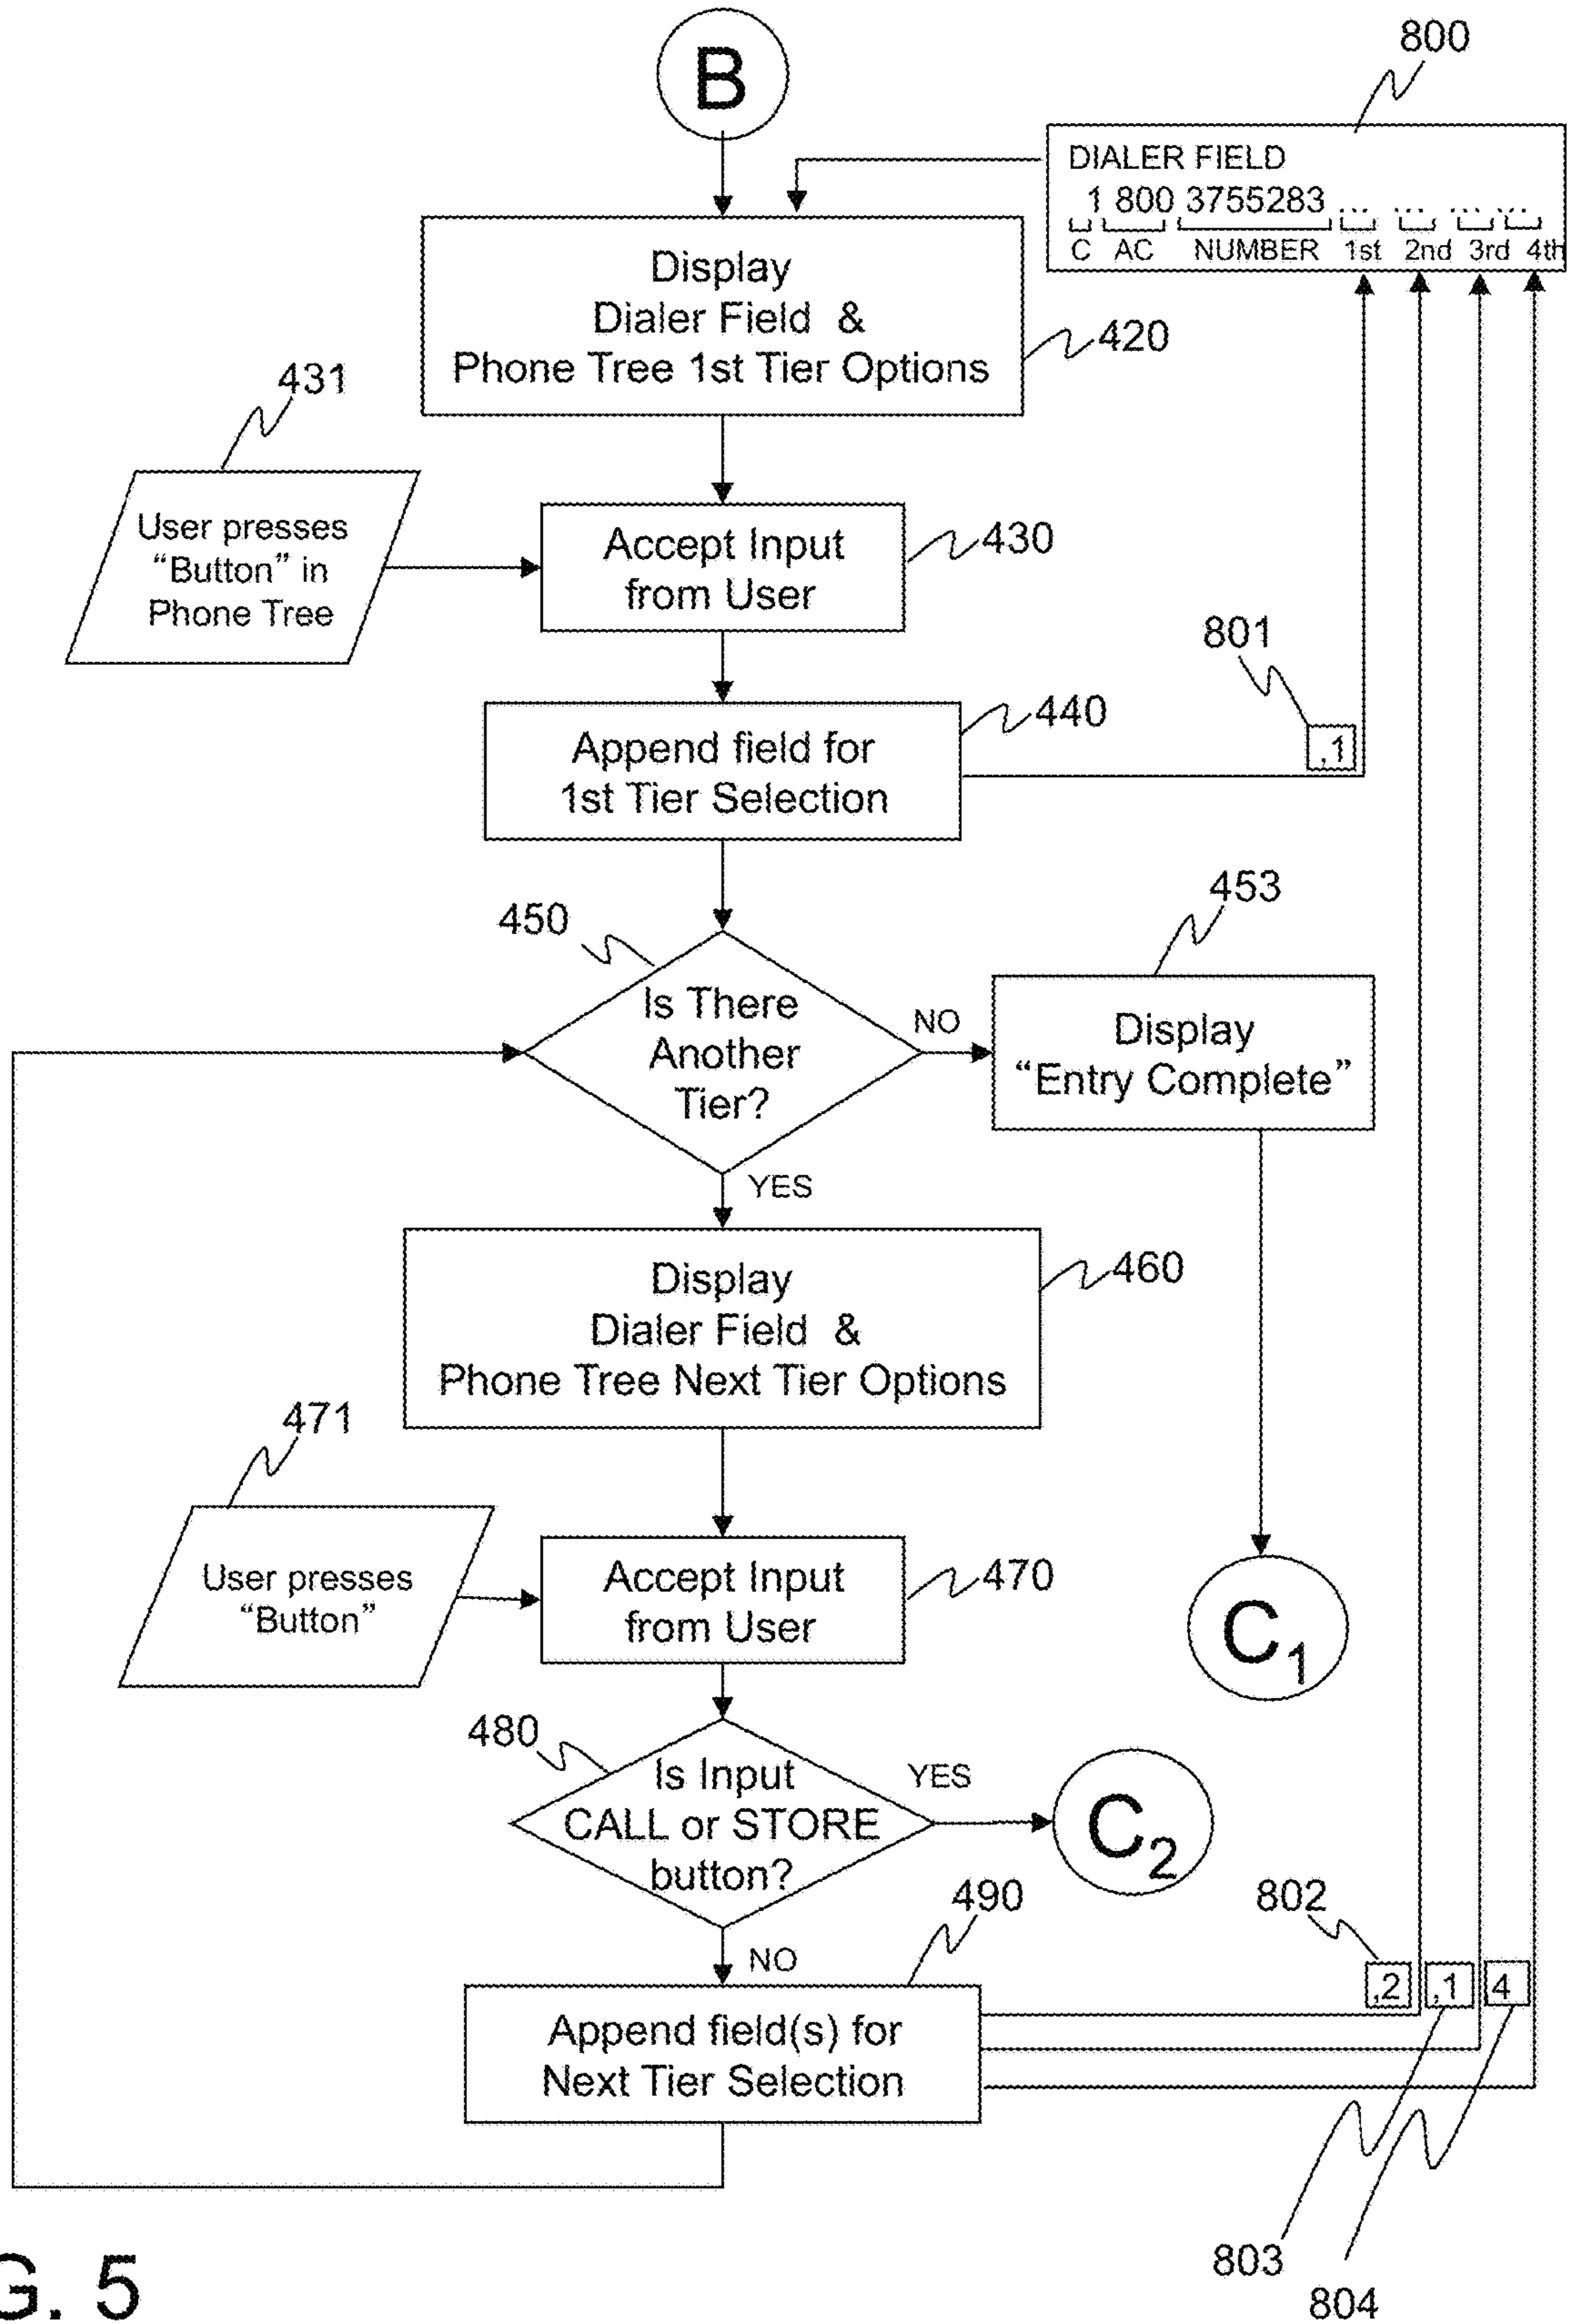 B
800
DIALER FIELD
1 800 3755283 ... ... ... ...
C AC NUMBER 1st 2nd 3rd 4th
Display
Dialer Field &
Phone Tree 1st Tier Options
420
431
User presses
“Button” in
Phone Tree
Accept Input
from User
430
801
,1
440
Append field for
1st Tier Selection
450
453
Is There
Another
Tier?
NO
Display
“Entry Complete”
YES
Display
Dialer Field &
Phone Tree Next Tier Options
460
471
User presses
“Button”
Accept Input
from User
470
C1
480
Is Input
CALL or STORE
button?
YES
C2
490
802
NO
,2 ,1 4
Append field(s) for
Next Tier Selection
803
804
G. 5